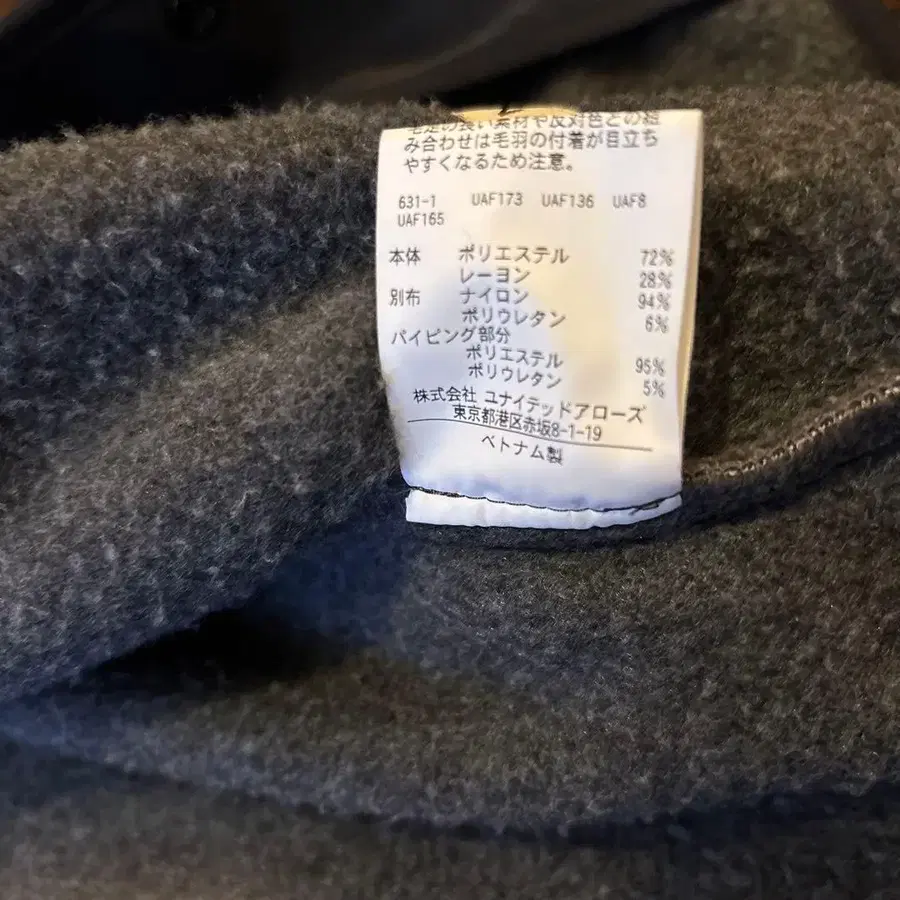 毛足の長い素材や反対色との組
み合わせは毛羽の付着が目立ち
やすくなるため注意。
631-1 UAF173 UAF136 UAF8
UAF165
本体 ポリエステル 72%
レーヨン 28%
別布 ナイロン 94%
ポリウレタン 6%
パイピング部分
ポリエステル 95%
ポリウレタン 5%
株式会社 ユナイテッドアローズ
東京都港区赤坂8-1-19
ベトナム製